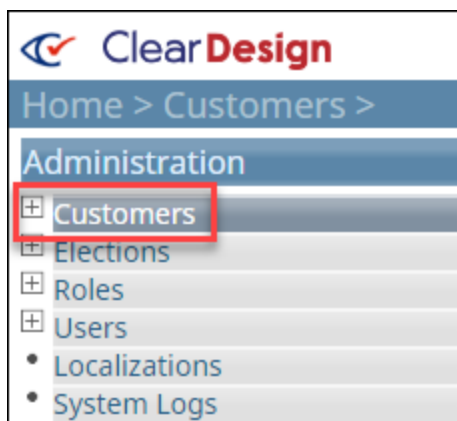 ClearDesign
Home > Customers >
Administration
Customers
Elections
Roles
Users
Localizations
System Logs